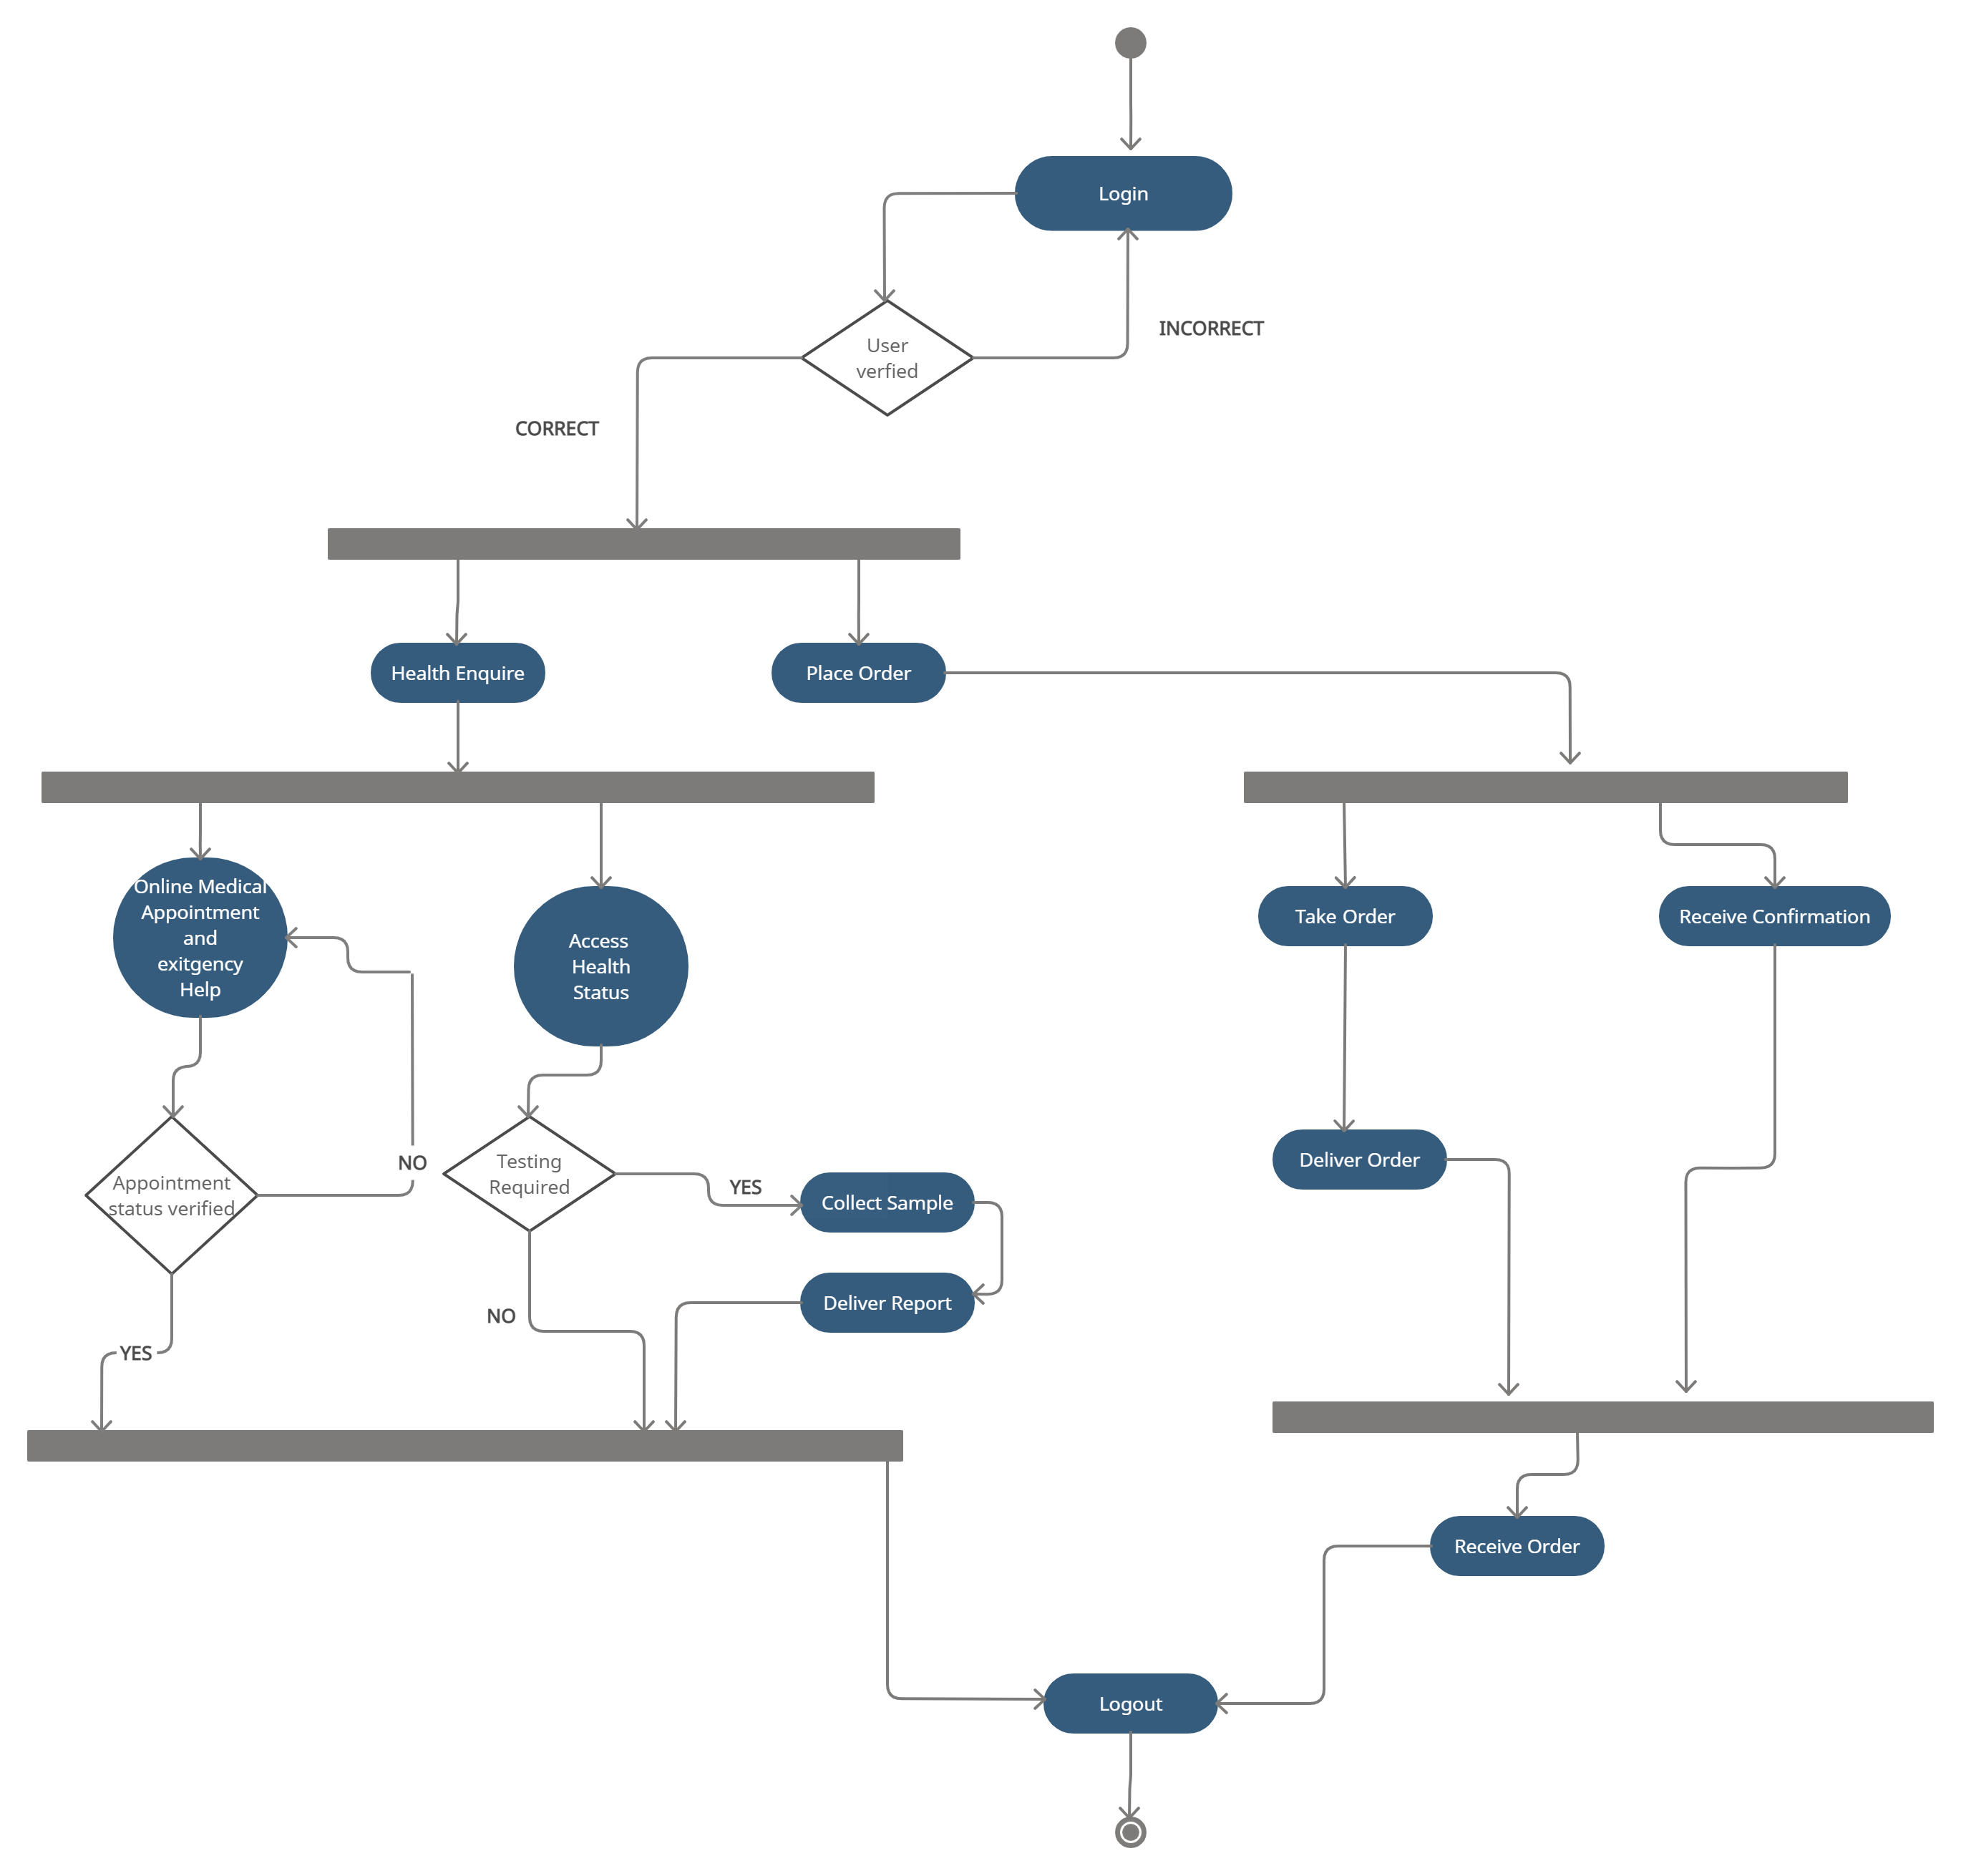 Login
User
verfied
INCORRECT
CORRECT
Health Enquire
Place Order
Online Medical
Appointment
and
exitgency
Help
Access
Health
Status
Take Order
Receive Confirmation
Appointment
status verified
NO
Testing
Required
YES
Collect Sample
Deliver Order
Deliver Report
NO
YES
Receive Order
Logout